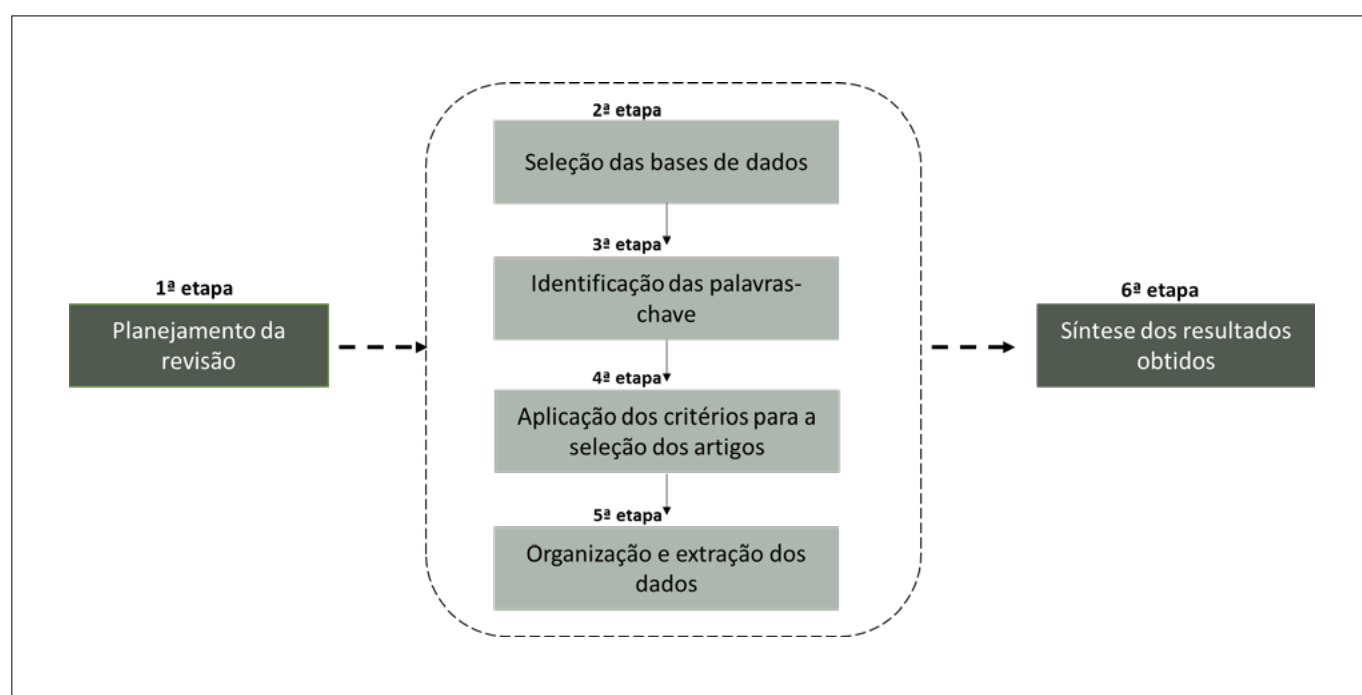 1ª etapa
Planejamento da
revisão
2ª etapa
Seleção das bases de dados
3ª etapa
Identificação das palavras-
chave
4ª etapa
Aplicação dos critérios para a
seleção dos artigos
5ª etapa
Organização e extração dos
dados
6ª etapa
Síntese dos resultados
obtidos